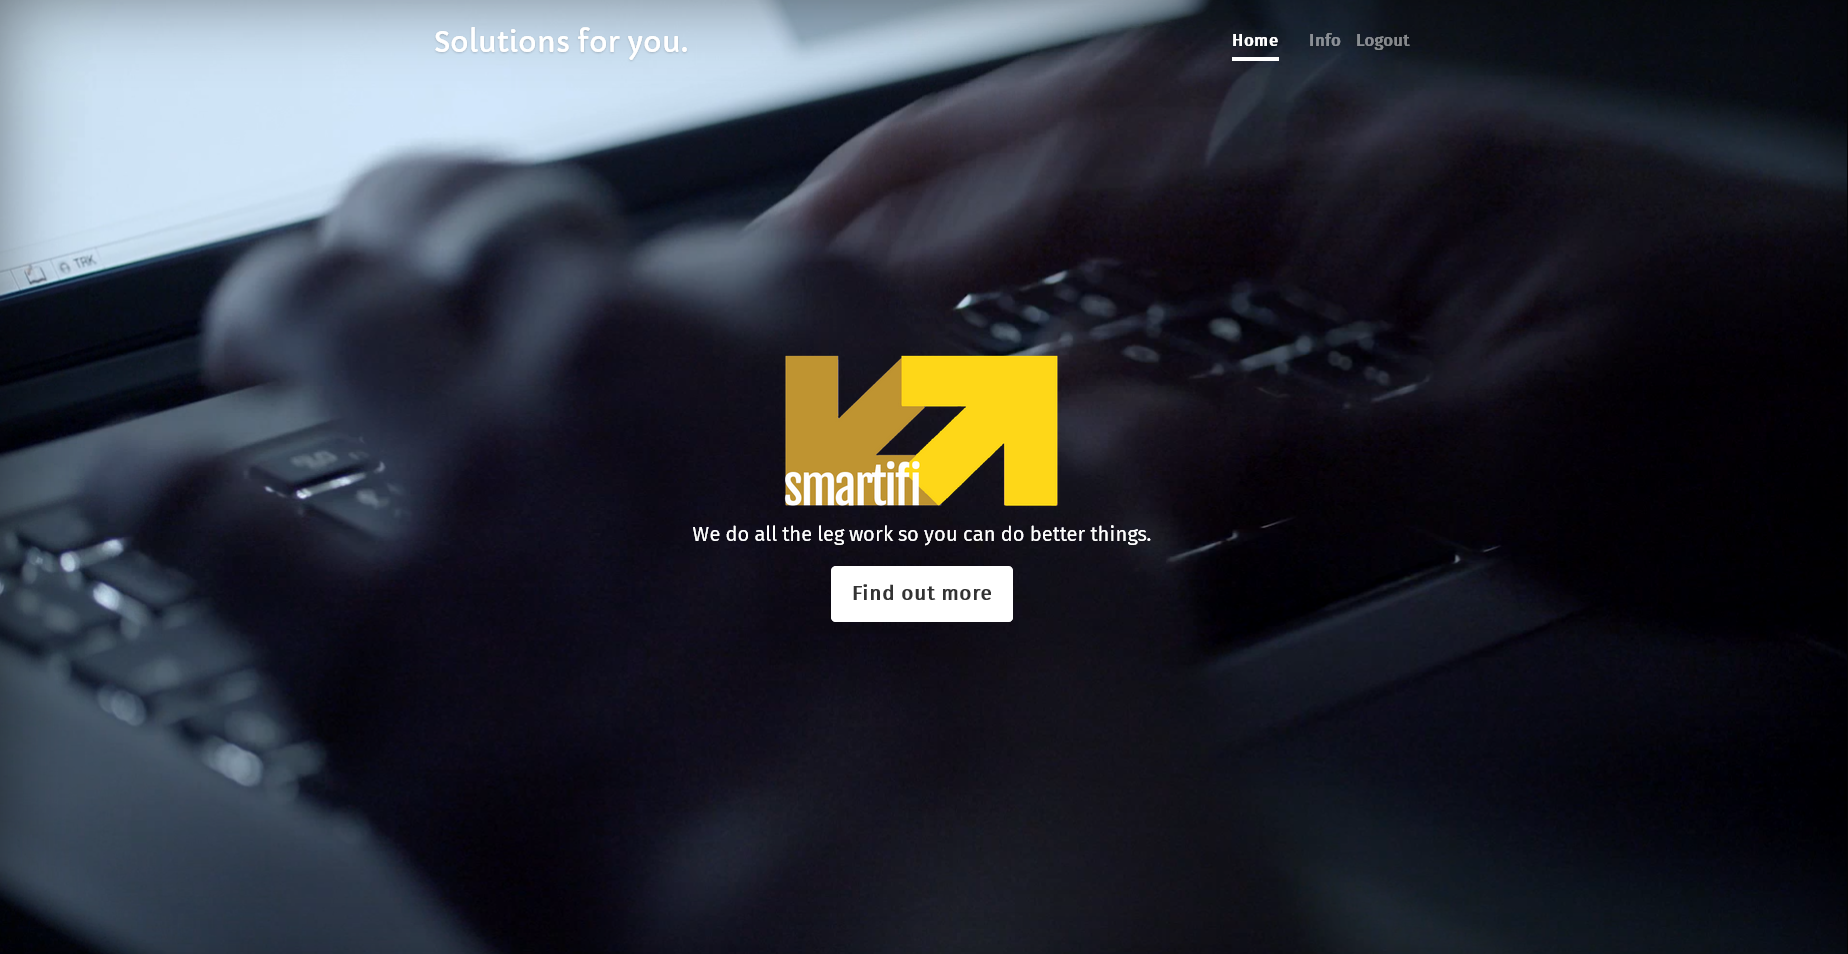 Solutions for you.
Home Info Logout
TRK
smartifi
We do all the leg work so you can do better things.
Find out more